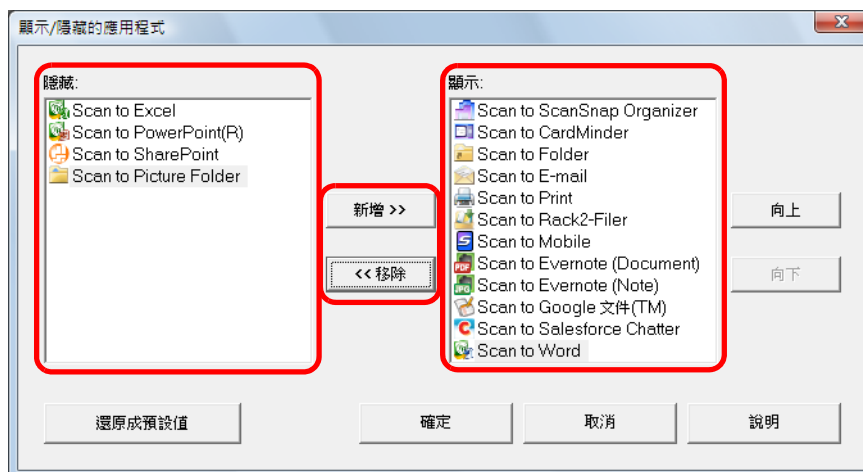 顯示/隱藏的應用程式
隱藏:
Scan to Excel
Scan to PowerPoint(R)
Scan to SharePoint
Scan to Picture Folder
新增 >>
<< 移除
顯示:
Scan to ScanSnap Organizer
Scan to CardMinder
Scan to Folder
Scan to E-mail
Scan to Print
Scan to Rack2-Filer
Scan to Mobile
Scan to Evernote (Document)
Scan to Evernote (Note)
Scan to Google 文件(TM)
Scan to Salesforce Chatter
Scan to Word
向上
向下
還原成預設值
確定
取消
說明